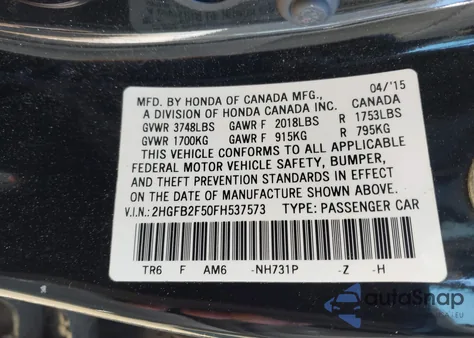 04/'15
MFD. BY HONDA OF CANADA MFG., CANADA
A DIVISION OF HONDA CANADA INC.
GVWR 3748LBS GAWR F 2018LBS R 1753LBS
GVWR 1700KG GAWR F 915KG R 795KG
THIS VEHICLE CONFORMS TO ALL APPLICABLE
FEDERAL MOTOR VEHICLE SAFETY, BUMPER,
AND THEFT PREVENTION STANDARDS IN EFFECT
ON THE DATE OF MANUFACTURE SHOWN ABOVE.
V.I.N.: 2HGFB2F50FH537573 TYPE: PASSENGER CAR
TR6 F AM6 -NH731P -Z -H
autoSnap